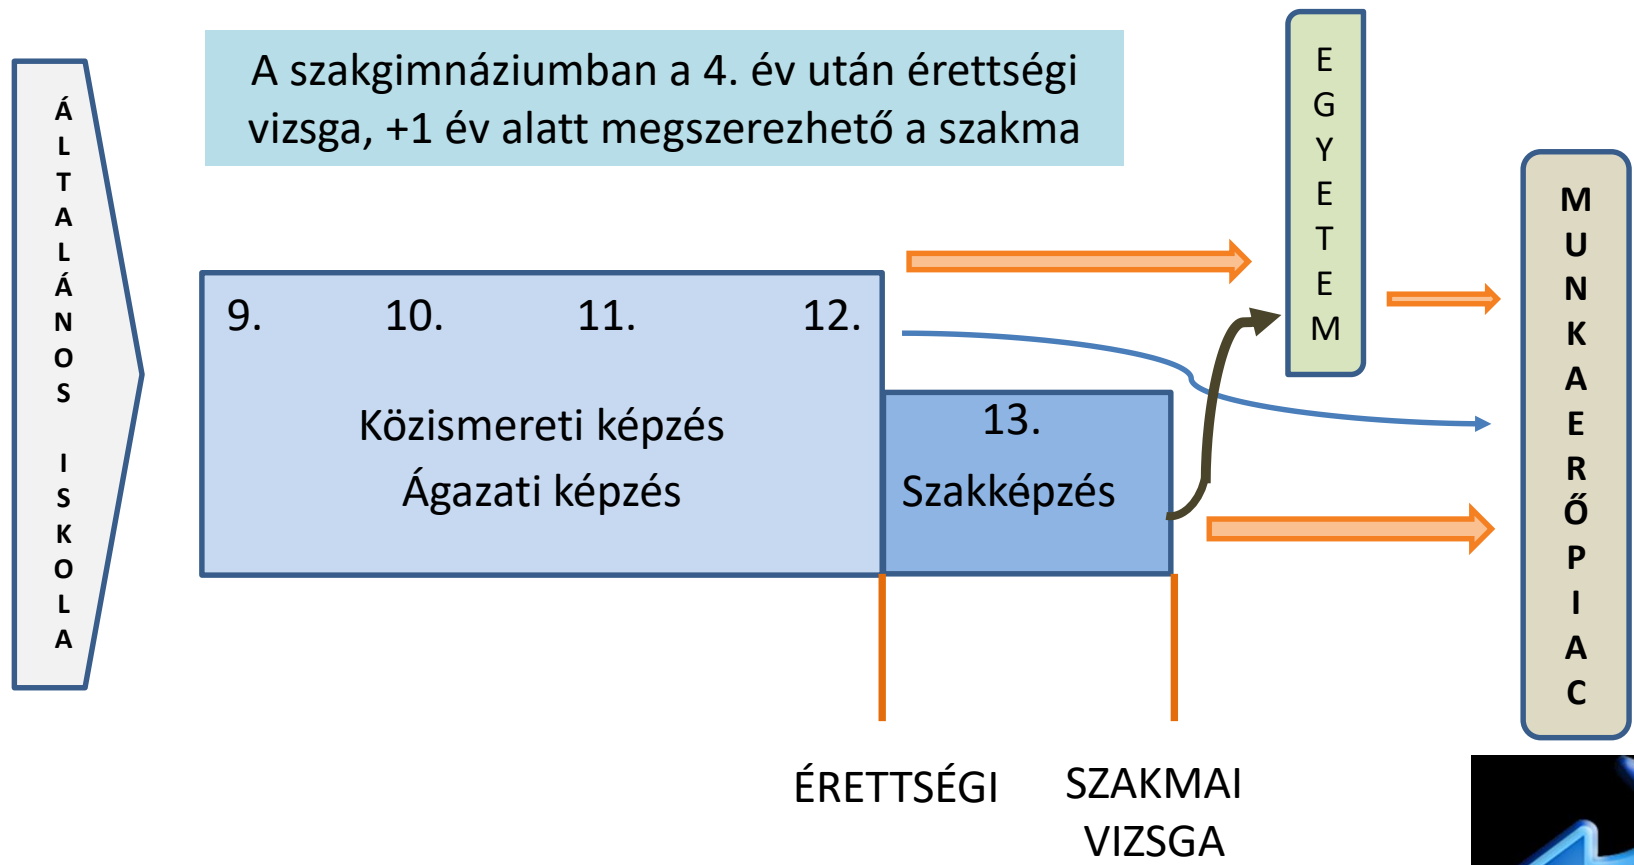 ÁLTALÁNOS ISKOLA
A szakgimnáziumban a 4. év után érettségi
vizsga, +1 év alatt megszerezhető a szakma
EGYETEM
MUNKAERŐPIAC
9. 10. 11. 12.
Közismereti képzés
Ágazati képzés
13.
Szakképzés
ÉRETTSÉGI
SZAKMAI
VIZSGA